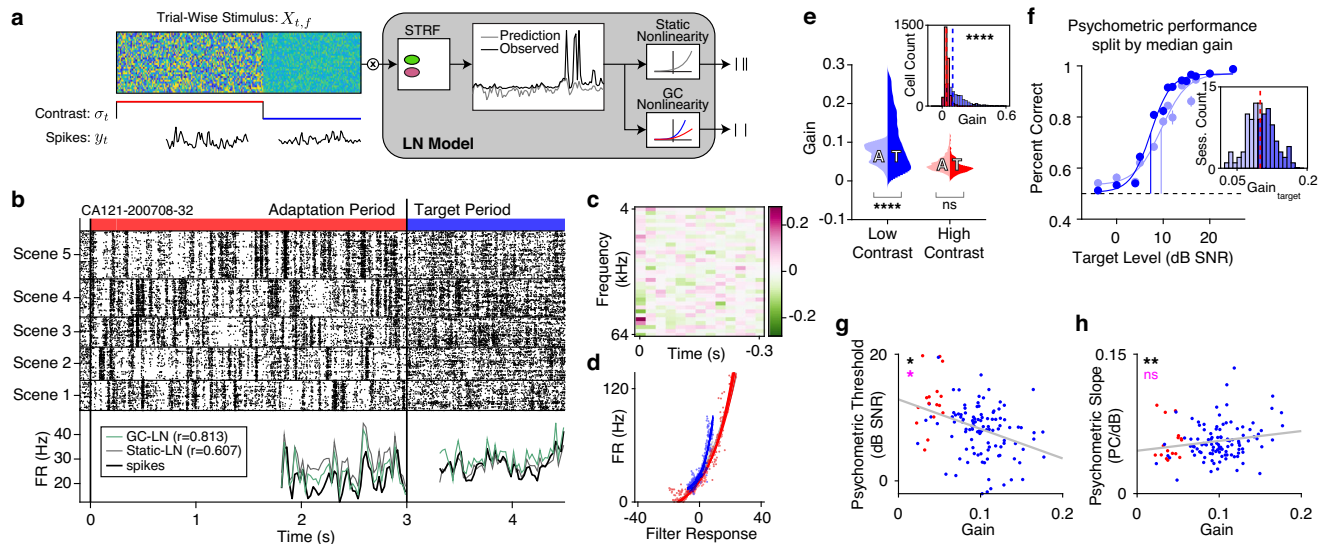 a
Trial-Wise Stimulus: X_{t,f}
Contrast: σ_t
Spikes: y_t
STRF
Prediction
Observed
Static
Nonlinearity
GC
Nonlinearity
LN Model
b
CA121-200708-32
Adaptation Period
Target Period
Scene 5
Scene 4
Scene 3
Scene 2
Scene 1
FR (Hz)
40
30
20
GC-LN (r=0.813)
Static-LN (r=0.607)
spikes
0 1 2 3 4
Time (s)
c
Frequency
(kHz)
4
64
0 Time (s) -0.3
0.2
0
-0.2
d
FR (Hz)
120
0
-40 0 40
Filter Response
e
Gain
0.3
0.2
0.1
0
-0.1
A T
A T
****
ns
Low
Contrast
High
Contrast
Cell Count
1500
0
****
0 0.6
Gain
f
Psychometric performance
split by median gain
Percent Correct
1.0
0.8
0.6
0.4
0 10 20
Target Level (dB SNR)
Sess. Count
15
0
0.05 0.2
Gain target
g
Psychometric Threshold
(dB SNR)
20
0
*
*
0 0.1 0.2
Gain
h
Psychometric Slope
(PC/dB)
0.15
0
**
ns
0 0.1 0.2
Gain